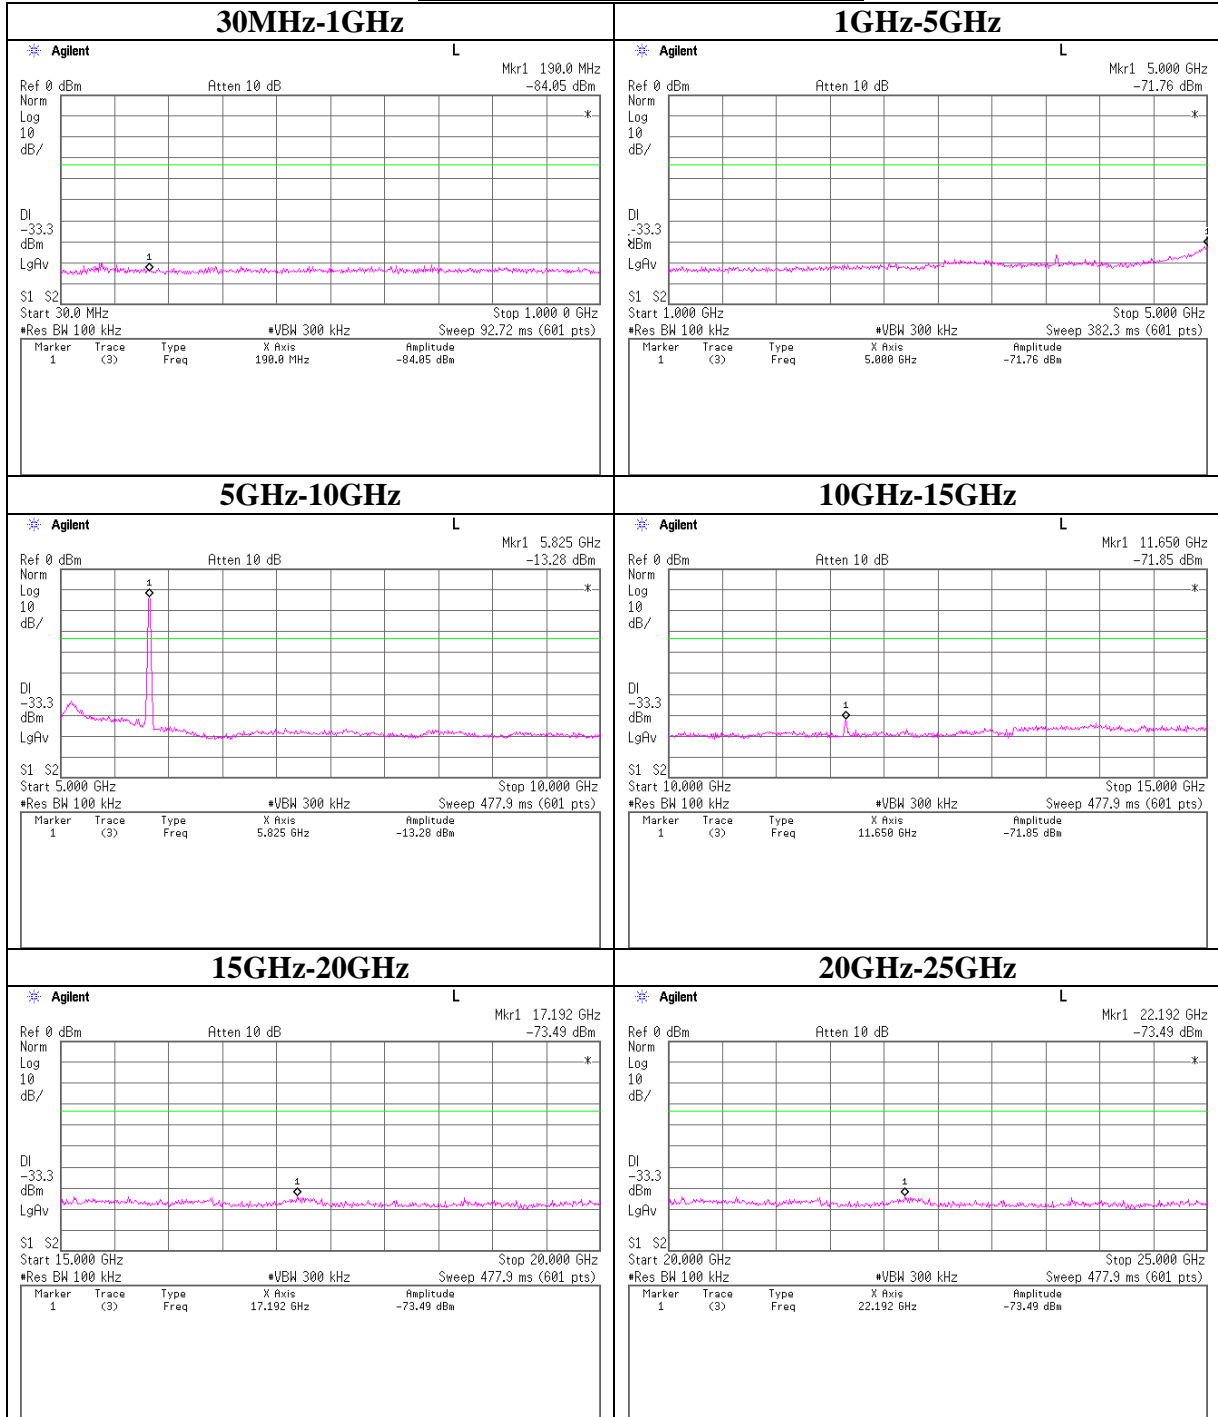 30MHz-1GHz
Agilent L
Mkr1 190.0 MHz
Ref 0 dBm Atten 10 dB -84.05 dBm
Norm
Log
10
dB/
*
DI
-33.3
dBm
LgAv
1
S1 S2
Start 30.0 MHz Stop 1.000 0 GHz
#Res BW 100 kHz #VBW 300 kHz Sweep 92.72 ms (601 pts)
Marker Trace Type X Axis Amplitude
1 (3) Freq 190.0 MHz -84.05 dBm
1GHz-5GHz
Agilent L
Mkr1 5.000 GHz
Ref 0 dBm Atten 10 dB -71.76 dBm
Norm
Log
10
dB/
*
DI
-33.3
dBm
LgAv
1
S1 S2
Start 1.000 GHz Stop 5.000 GHz
#Res BW 100 kHz #VBW 300 kHz Sweep 382.3 ms (601 pts)
Marker Trace Type X Axis Amplitude
1 (3) Freq 5.000 GHz -71.76 dBm
5GHz-10GHz
Agilent L
Mkr1 5.825 GHz
Ref 0 dBm Atten 10 dB -13.28 dBm
Norm
Log
10
dB/
1
*
DI
-33.3
dBm
LgAv
S1 S2
Start 5.000 GHz Stop 10.000 GHz
#Res BW 100 kHz #VBW 300 kHz Sweep 477.9 ms (601 pts)
Marker Trace Type X Axis Amplitude
1 (3) Freq 5.825 GHz -13.28 dBm
10GHz-15GHz
Agilent L
Mkr1 11.650 GHz
Ref 0 dBm Atten 10 dB -71.85 dBm
Norm
Log
10
dB/
*
DI
-33.3
dBm
LgAv
1
S1 S2
Start 10.000 GHz Stop 15.000 GHz
#Res BW 100 kHz #VBW 300 kHz Sweep 477.9 ms (601 pts)
Marker Trace Type X Axis Amplitude
1 (3) Freq 11.650 GHz -71.85 dBm
15GHz-20GHz
Agilent L
Mkr1 17.192 GHz
Ref 0 dBm Atten 10 dB -73.49 dBm
Norm
Log
10
dB/
*
DI
-33.3
dBm
LgAv
1
S1 S2
Start 15.000 GHz Stop 20.000 GHz
#Res BW 100 kHz #VBW 300 kHz Sweep 477.9 ms (601 pts)
Marker Trace Type X Axis Amplitude
1 (3) Freq 17.192 GHz -73.49 dBm
20GHz-25GHz
Agilent L
Mkr1 22.192 GHz
Ref 0 dBm Atten 10 dB -73.49 dBm
Norm
Log
10
dB/
*
DI
-33.3
dBm
LgAv
1
S1 S2
Start 20.000 GHz Stop 25.000 GHz
#Res BW 100 kHz #VBW 300 kHz Sweep 477.9 ms (601 pts)
Marker Trace Type X Axis Amplitude
1 (3) Freq 22.192 GHz -73.49 dBm